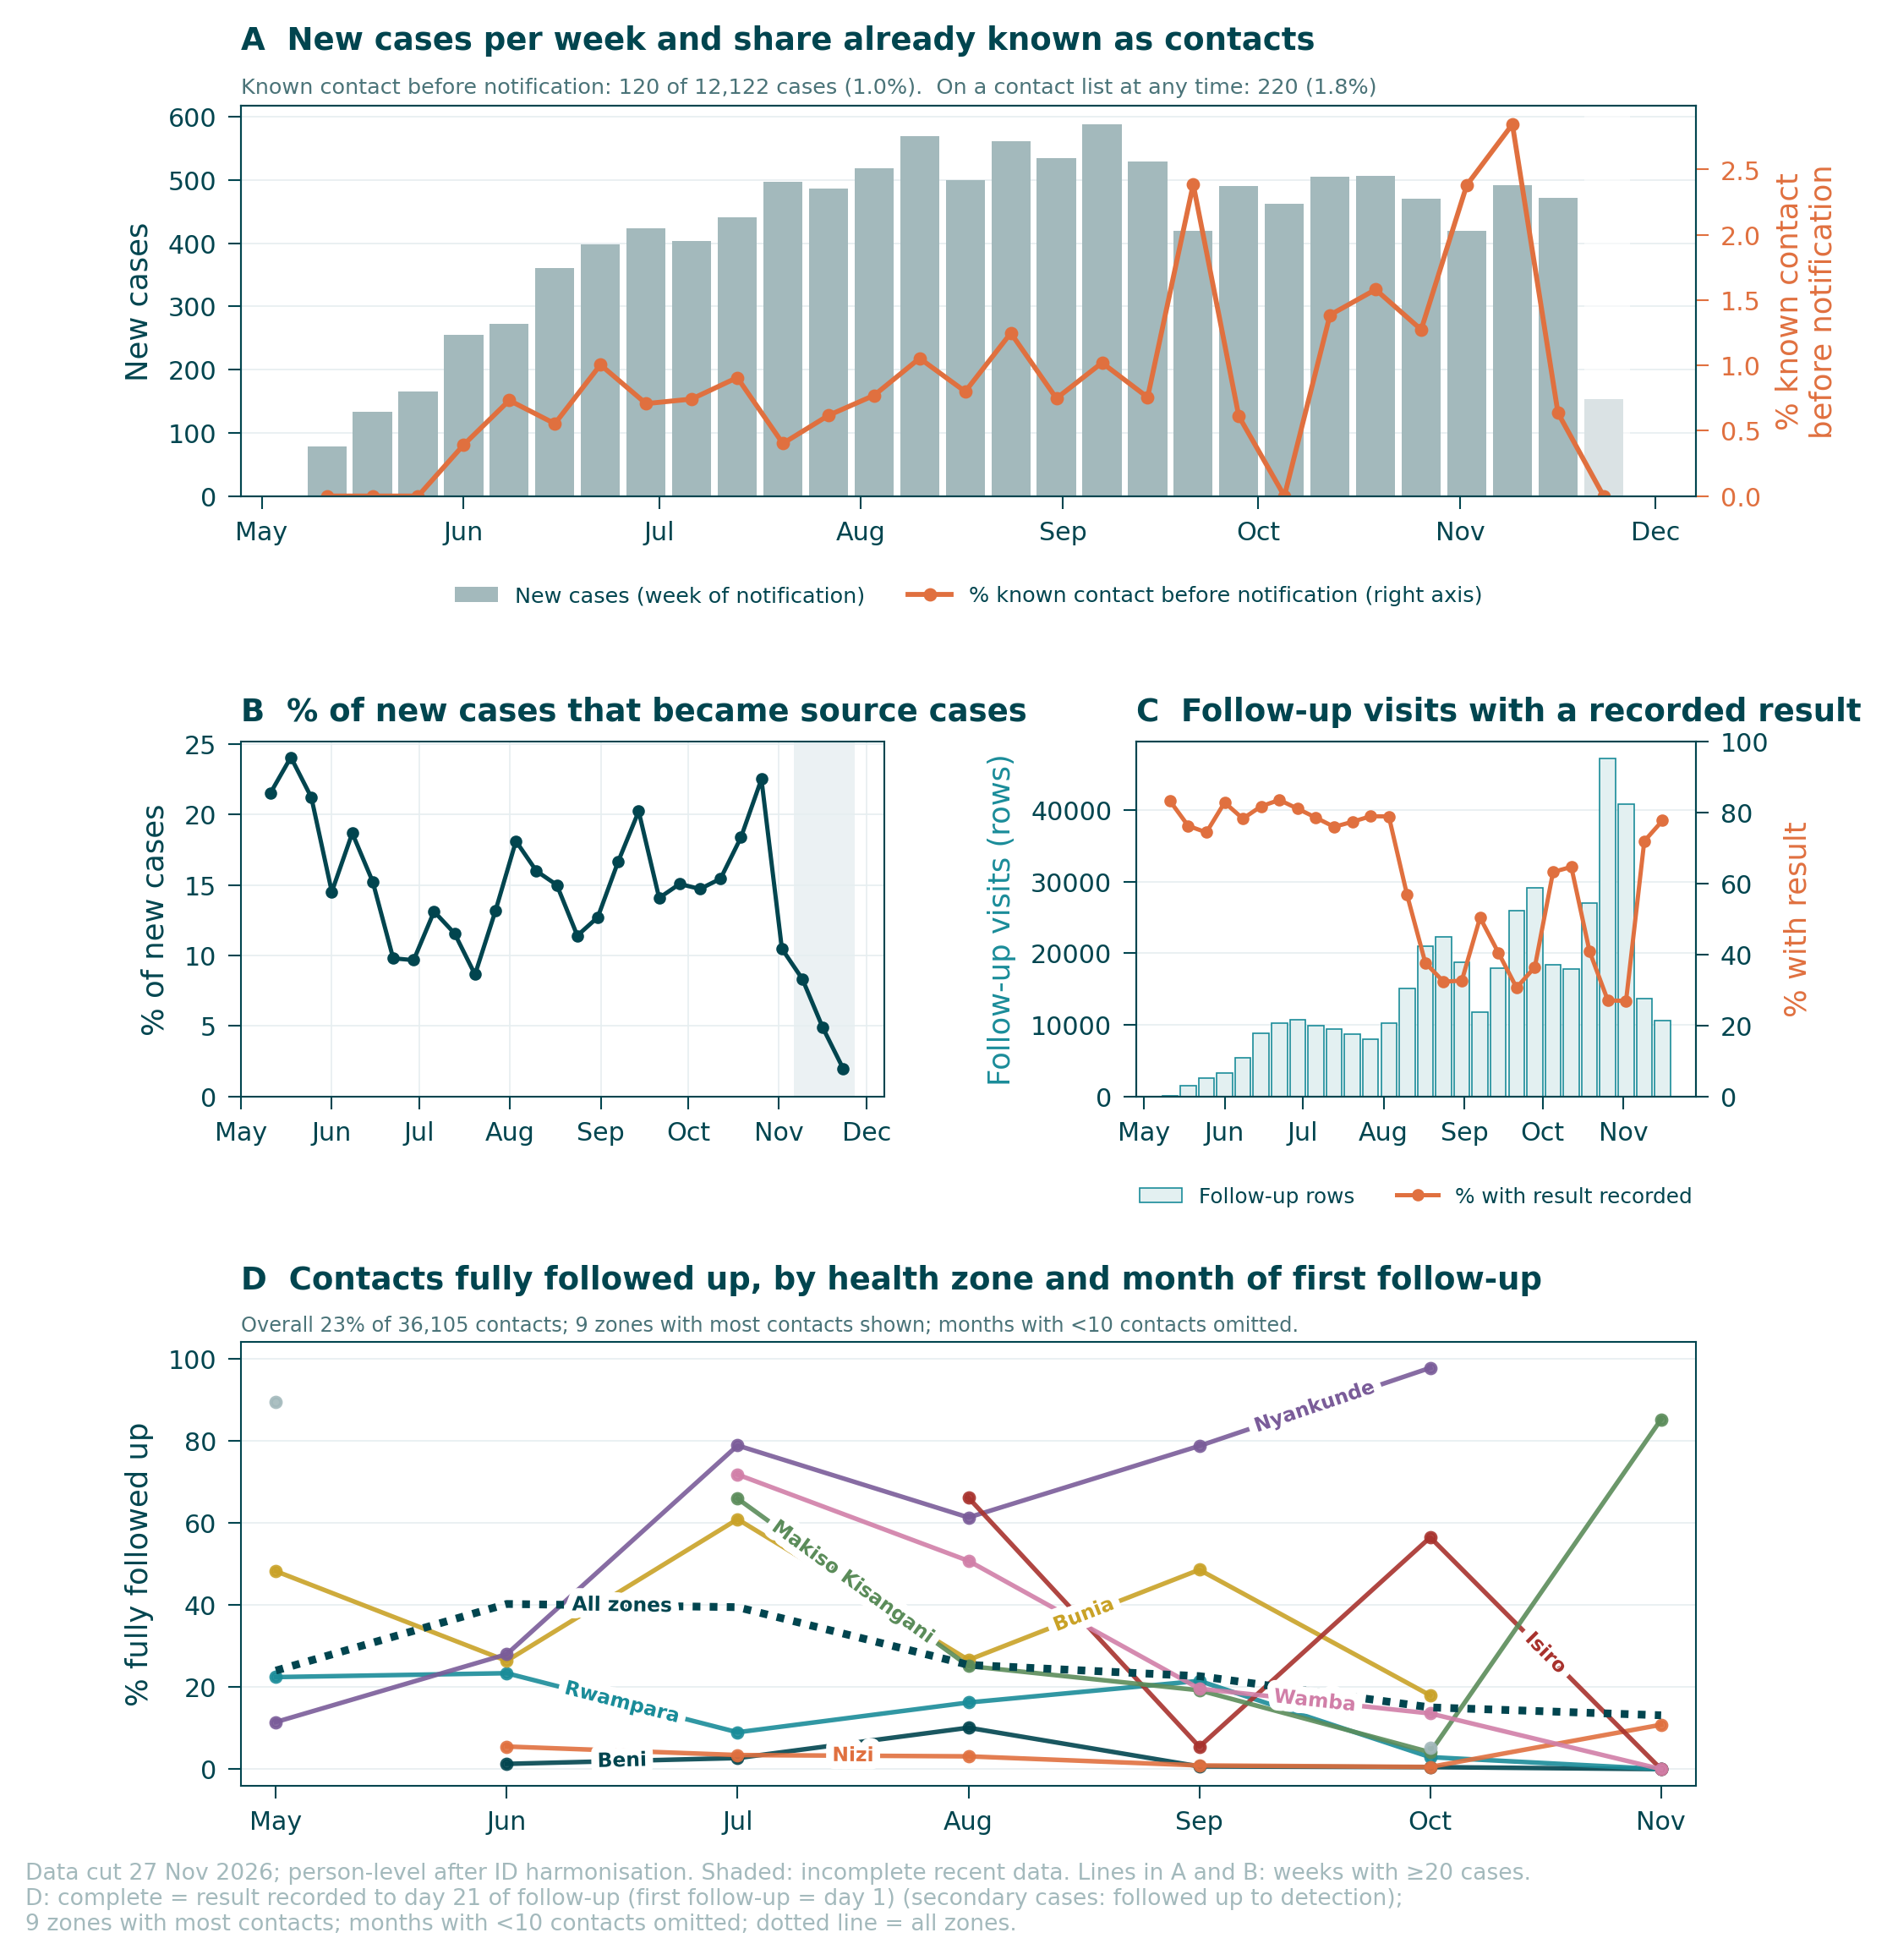 A  New cases per week and share already known as contacts
Known contact before notification: 120 of 12,122 cases (1.0%).  On a contact list at any time: 220 (1.8%)
New cases
600
500
400
300
200
100
0
2.5
2.0
1.5
1.0
0.5
0.0
% known contact
before notification
May Jun Jul Aug Sep Oct Nov Dec
New cases (week of notification)
% known contact before notification (right axis)
B  % of new cases that became source cases
% of new cases
25
20
15
10
5
0
May Jun Jul Aug Sep Oct Nov Dec
C  Follow-up visits with a recorded result
Follow-up visits (rows)
40000
30000
20000
10000
0
100
80
60
40
20
0
% with result
May Jun Jul Aug Sep Oct Nov
Follow-up rows
% with result recorded
D  Contacts fully followed up, by health zone and month of first follow-up
Overall 23% of 36,105 contacts; 9 zones with most contacts shown; months with <10 contacts omitted.
% fully followed up
100
80
60
40
20
0
Nyankunde
Makiso Kisangani
All zones
Bunia
Isiro
Rwampara
Wamba
Beni
Nizi
May Jun Jul Aug Sep Oct Nov
Data cut 27 Nov 2026; person-level after ID harmonisation. Shaded: incomplete recent data. Lines in A and B: weeks with ≥20 cases.
D: complete = result recorded to day 21 of follow-up (first follow-up = day 1) (secondary cases: followed up to detection);
9 zones with most contacts; months with <10 contacts omitted; dotted line = all zones.